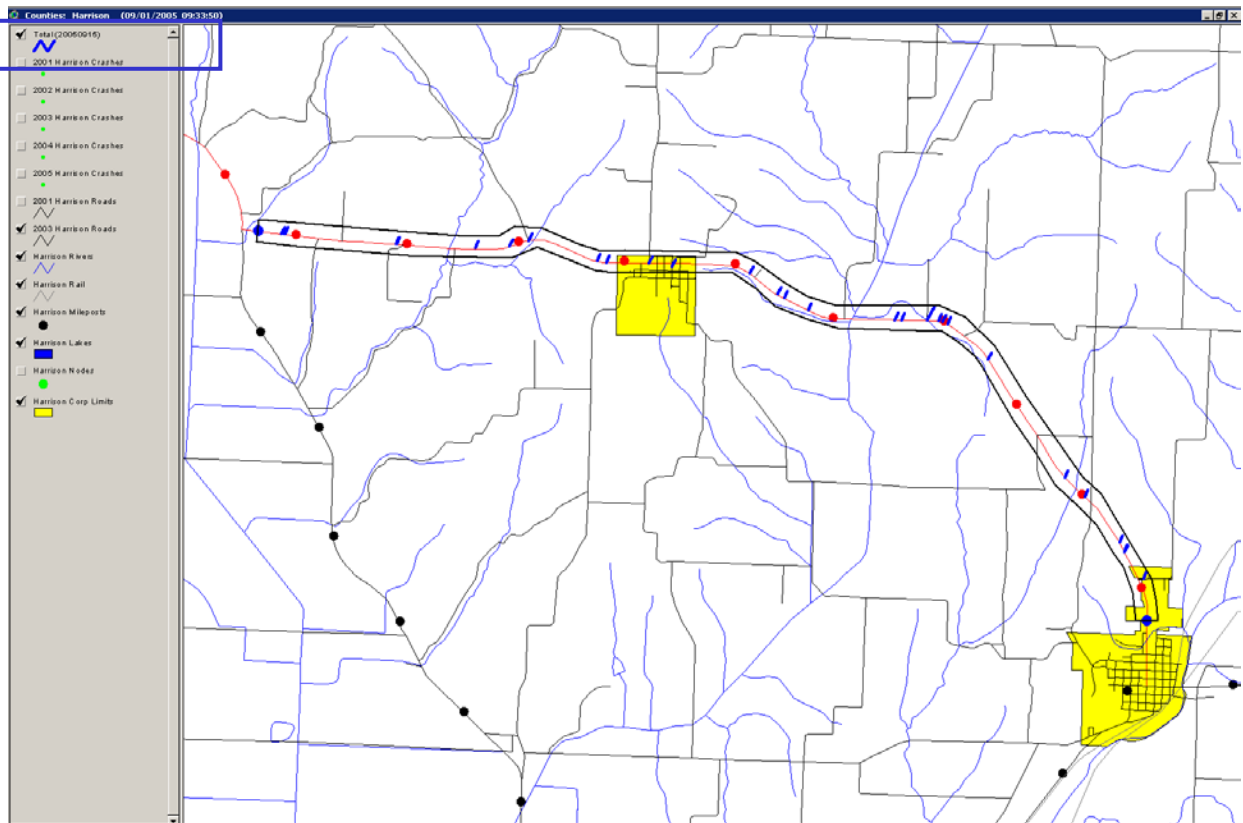 Counties: Harrison (09/01/2005 09:33:50)
Total (20050915)
2001 Harrison Crashes
2002 Harrison Crashes
2003 Harrison Crashes
2004 Harrison Crashes
2005 Harrison Crashes
2001 Harrison Roads
2003 Harrison Roads
Harrison Rivers
Harrison Rail
Harrison Mileposts
Harrison Lakes
Harrison Nodes
Harrison Corp Limits